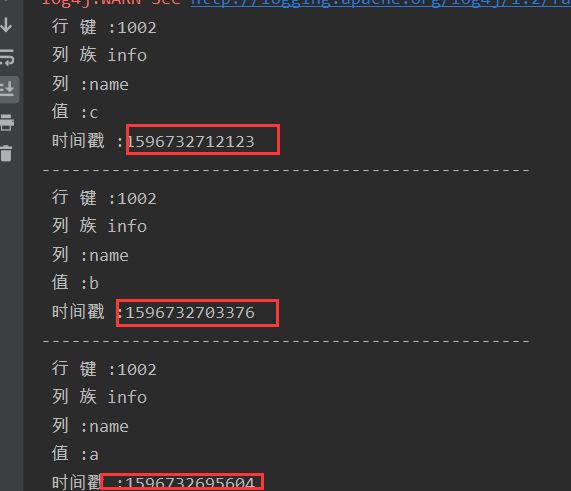 log4j:WARN See http://logging.apache.org/log4j/1.2/fa
行 键 :1002
列 族 info
列 :name
值 :c
时间戳 :1596732712123
-------------------------------------------------
行 键 :1002
列 族 info
列 :name
值 :b
时间戳 :1596732703376
-------------------------------------------------
行 键 :1002
列 族 info
列 :name
值 :a
时间戳 :1596732695604